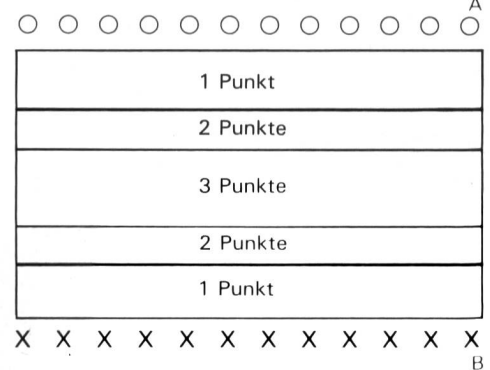 A
1 Punkt
2 Punkte
3 Punkte
2 Punkte
1 Punkt
X X X X X X X X X X X X
B